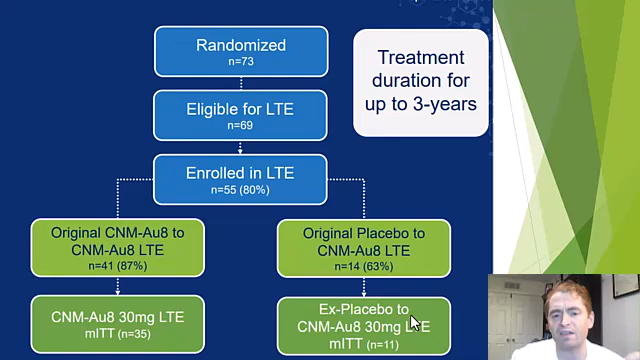 Randomized
n=73
Treatment
duration for
up to 3-years
Eligible for LTE
n=69
Enrolled in LTE
n=55 (80%)
Original CNM-Au8 to
CNM-Au8 LTE
n=41 (87%)
Original Placebo to
CNM-Au8 LTE
n=14 (63%)
CNM-Au8 30mg LTE
mITT (n=35)
Ex-Placebo to
CNM-Au8 30mg LTE
mITT (n=11)